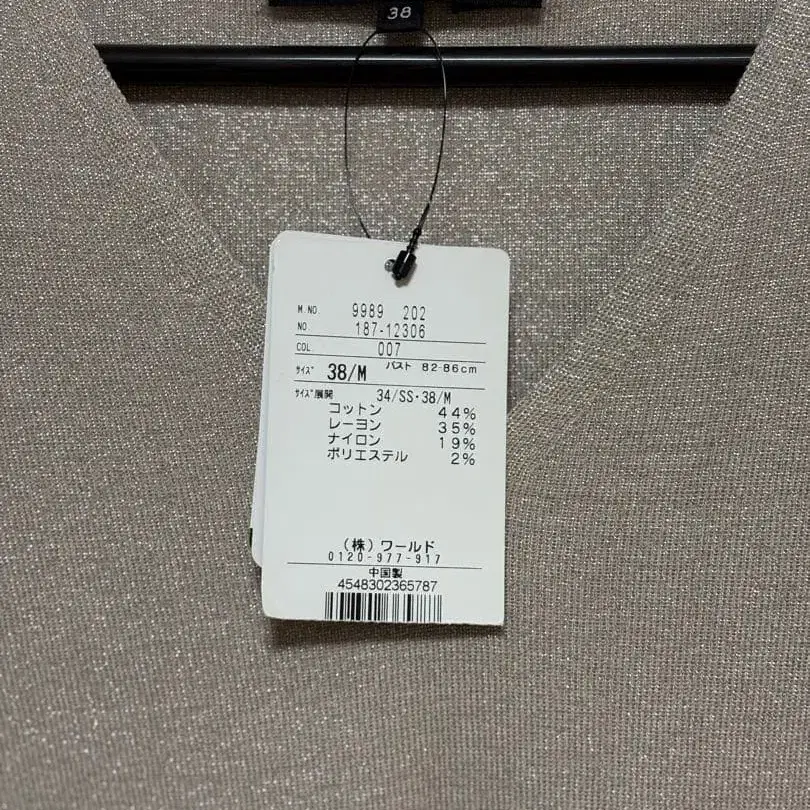 38
M.NO. 9989 202
NO 187-12306
COL. 007
ｻｲｽﾞ 38/M バスト 82-86cm
ｻｲｽﾞ展開 34/SS・38/M
コットン 44%
レーヨン 35%
ナイロン 19%
ポリエステル 2%
(株)ワールド
0120-977-917
中国製
4548302365787